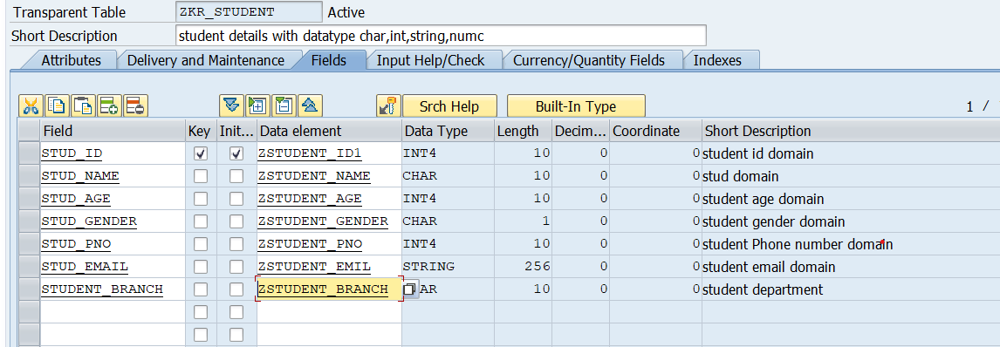 Transparent Table ZKR_STUDENT Active
Short Description student details with datatype char,int,string,numc
Attributes Delivery and Maintenance Fields Input Help/Check Currency/Quantity Fields Indexes
Srch Help Built-In Type 1 /
Field Key Init... Data element Data Type Length Decim... Coordinate Short Description
STUD_ID ZSTUDENT_ID1 INT4 10 0 0 student id domain
STUD_NAME ZSTUDENT_NAME CHAR 10 0 0 stud domain
STUD_AGE ZSTUDENT_AGE INT4 10 0 0 student age domain
STUD_GENDER ZSTUDENT_GENDER CHAR 1 0 0 student gender domain
STUD_PNO ZSTUDENT_PNO INT4 10 0 0 student Phone number domain
STUD_EMAIL ZSTUDENT_EMIL STRING 256 0 0 student email domain
STUDENT_BRANCH ZSTUDENT_BRANCH AR 10 0 0 student department